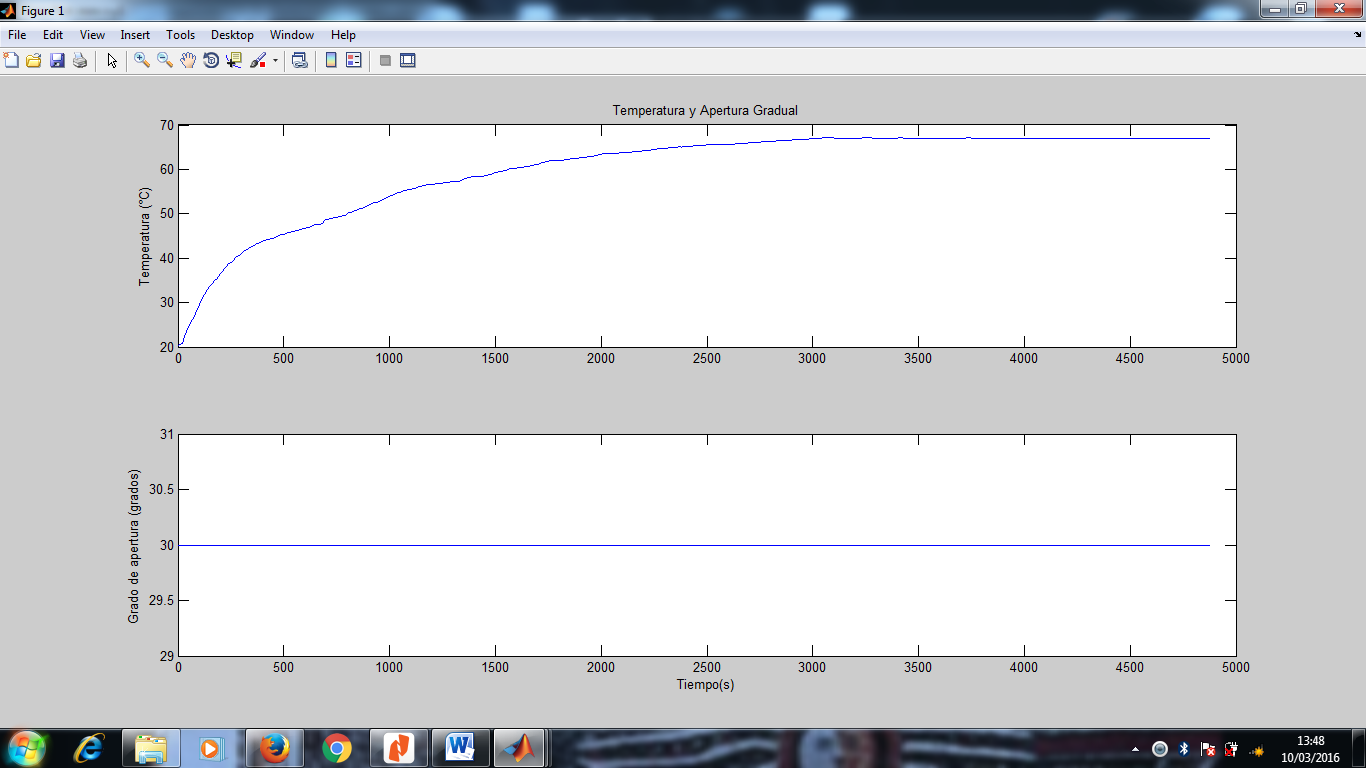 Figure 1
File Edit View Insert Tools Desktop Window Help
Temperatura y Apertura Gradual
Temperatura (°C)
70
60
50
40
30
20
0 500 1000 1500 2000 2500 3000 3500 4000 4500 5000
Grado de apertura (grados)
31
30.5
30
29.5
29
0 500 1000 1500 2000 2500 3000 3500 4000 4500 5000
Tiempo(s)
13:48
10/03/2016